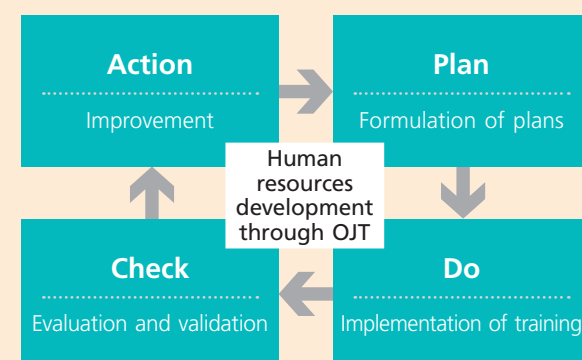 Action
Improvement
Plan
Formulation of plans
Human
resources
development
through OJT
Check
Evaluation and validation
Do
Implementation of training